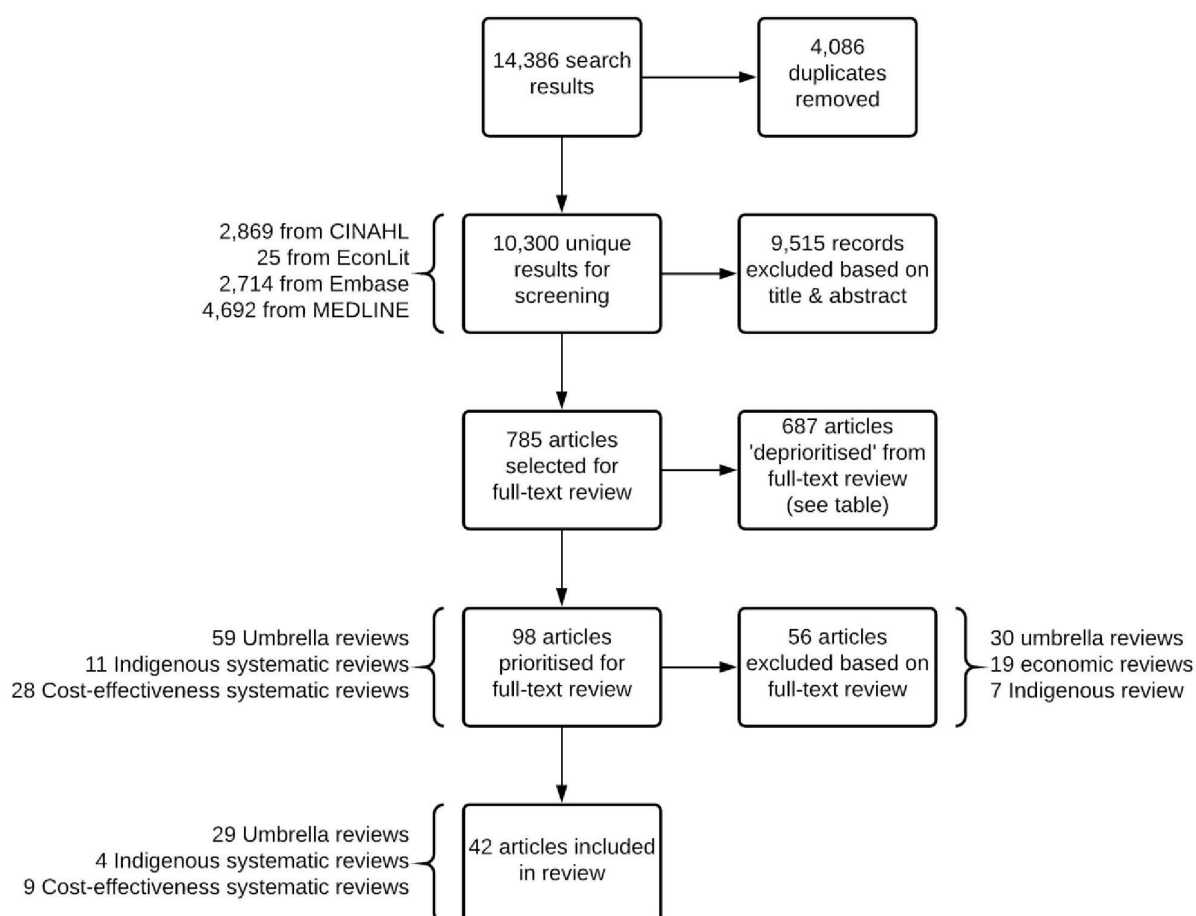 14,386 search
results
4,086
duplicates
removed
2,869 from CINAHL
25 from EconLit
2,714 from Embase
4,692 from MEDLINE
10,300 unique
results for
screening
9,515 records
excluded based on
title & abstract
785 articles
selected for
full-text review
687 articles
'deprioritised' from
full-text review
(see table)
59 Umbrella reviews
11 Indigenous systematic reviews
28 Cost-effectiveness systematic reviews
98 articles
prioritised for
full-text review
56 articles
excluded based on
full-text review
30 umbrella reviews
19 economic reviews
7 Indigenous review
29 Umbrella reviews
4 Indigenous systematic reviews
9 Cost-effectiveness systematic reviews
42 articles included
in review